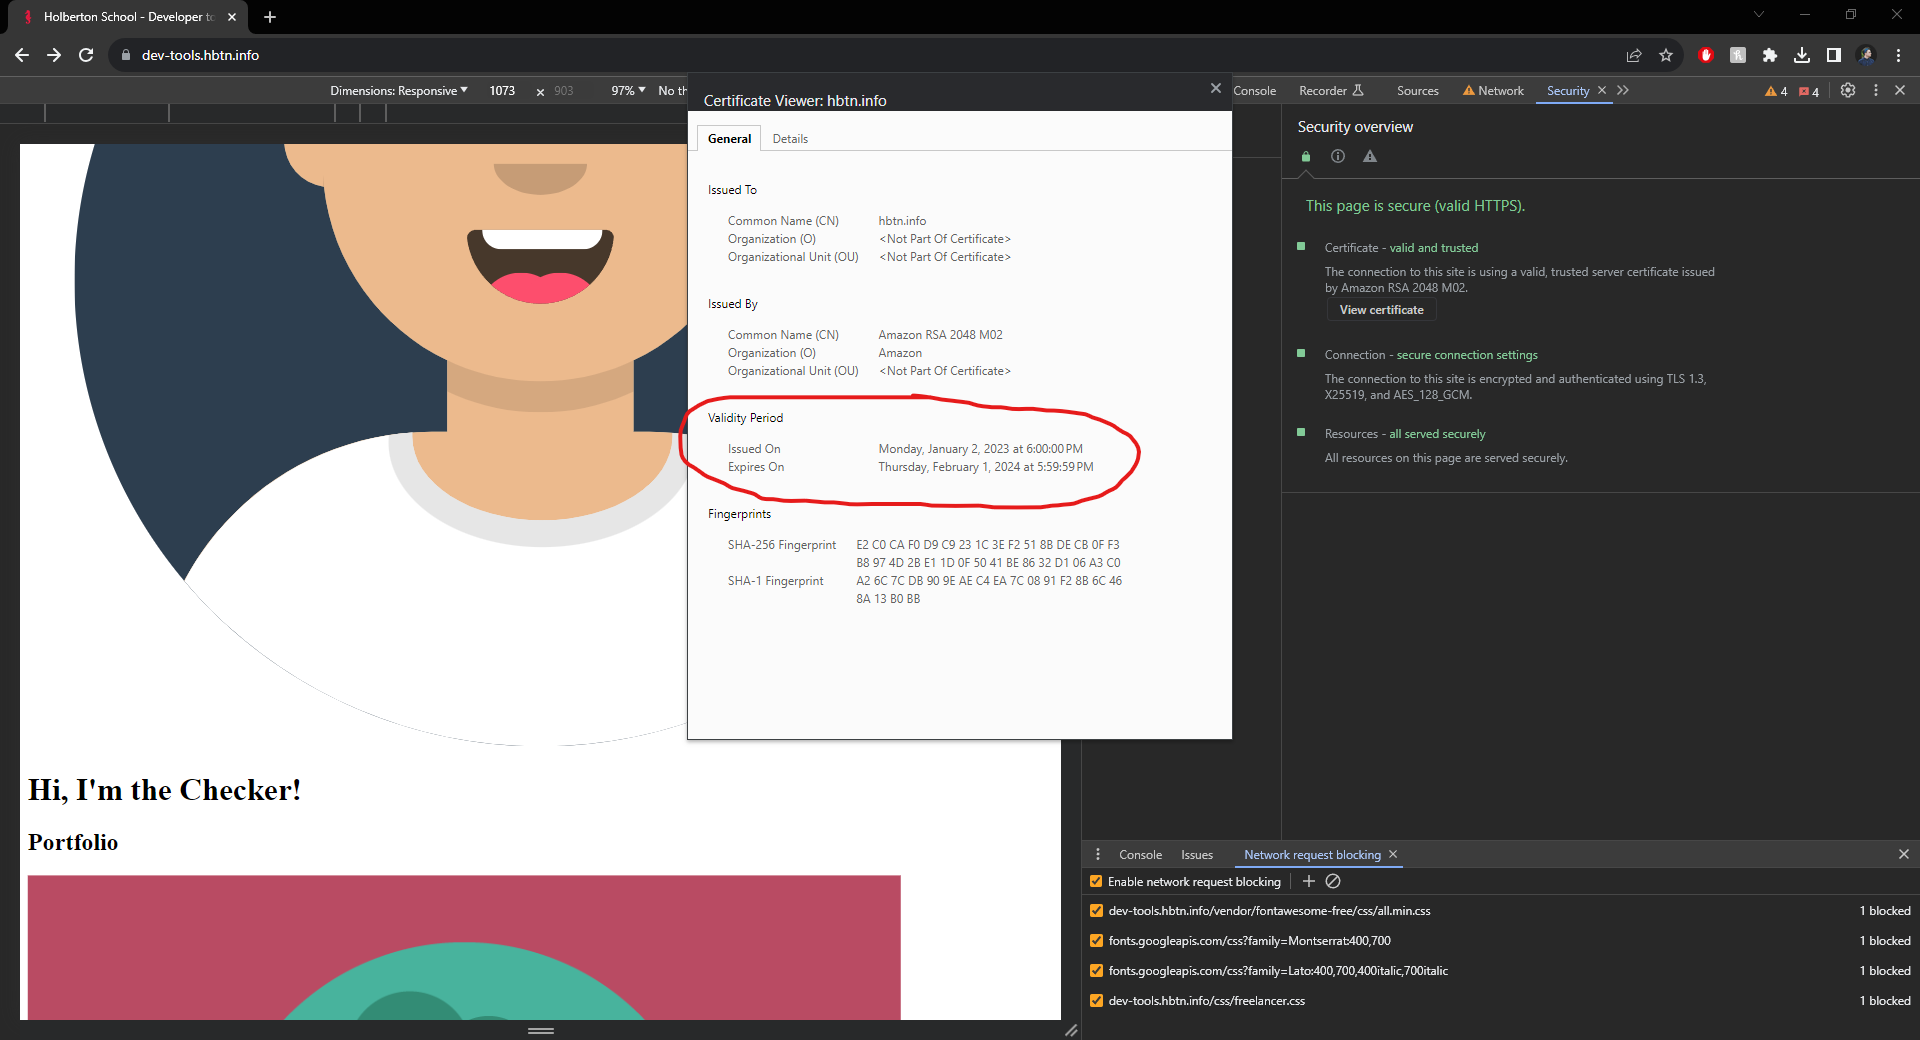 Holberton School - Developer to
dev-tools.hbtn.info
Dimensions: Responsive 1073 × 903 97% No th
Console Recorder Sources Network Security 4 4
Certificate Viewer: hbtn.info
General Details
Issued To
Common Name (CN) hbtn.info
Organization (O) <Not Part Of Certificate>
Organizational Unit (OU) <Not Part Of Certificate>
Issued By
Common Name (CN) Amazon RSA 2048 M02
Organization (O) Amazon
Organizational Unit (OU) <Not Part Of Certificate>
Validity Period
Issued On Monday, January 2, 2023 at 6:00:00 PM
Expires On Thursday, February 1, 2024 at 5:59:59 PM
Fingerprints
SHA-256 Fingerprint E2 C0 CA F0 D9 C9 23 1C 3E F2 51 8B DE CB 0F F3
B8 97 4D 2B E1 1D 0F 50 41 BE 86 32 D1 06 A3 C0
SHA-1 Fingerprint A2 6C 7C DB 90 9E AE C4 EA 7C 08 91 F2 8B 6C 46
8A 13 B0 BB
Security overview
This page is secure (valid HTTPS).
Certificate - valid and trusted
The connection to this site is using a valid, trusted server certificate issued
by Amazon RSA 2048 M02.
View certificate
Connection - secure connection settings
The connection to this site is encrypted and authenticated using TLS 1.3,
X25519, and AES_128_GCM.
Resources - all served securely
All resources on this page are served securely.
Hi, I'm the Checker!
Portfolio
Console Issues Network request blocking
Enable network request blocking
dev-tools.hbtn.info/vendor/fontawesome-free/css/all.min.css 1 blocked
fonts.googleapis.com/css?family=Montserrat:400,700 1 blocked
fonts.googleapis.com/css?family=Lato:400,700,400italic,700italic 1 blocked
dev-tools.hbtn.info/css/freelancer.css 1 blocked